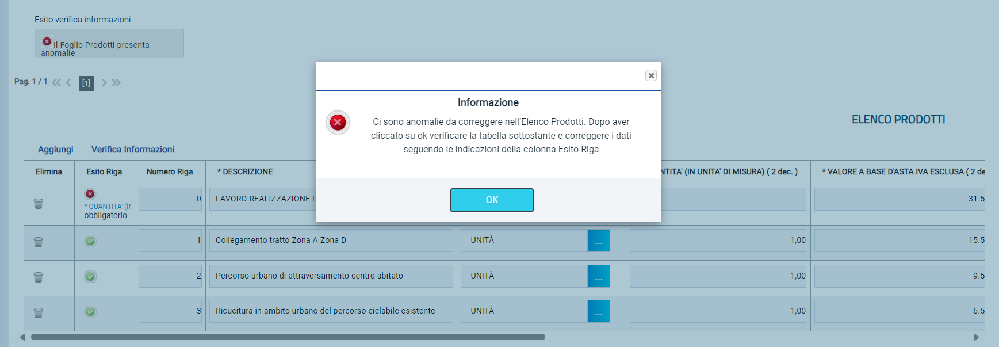 Esito verifica informazioni
Il Foglio Prodotti presenta
anomalie
Pag. 1 / 1
[1]
Informazione
Ci sono anomalie da correggere nell'Elenco Prodotti. Dopo aver
cliccato su ok verificare la tabella sottostante e correggere i dati
seguendo le indicazioni della colonna Esito Riga
OK
ELENCO PRODOTTI
Aggiungi Verifica Informazioni
Elimina Esito Riga Numero Riga * DESCRIZIONE (IN UNITA' DI MISURA) ( 2 dec. ) * VALORE A BASE D'ASTA IVA ESCLUSA ( 2
* QUANTITA'
obbligatorio.
0 LAVORO REALIZZAZIONE 31.5
1 Collegamento tratto Zona A Zona D UNITÀ ... 1,00 15.5
2 Percorso urbano di attraversamento centro abitato UNITÀ ... 1,00 9.5
3 Ricucitura in ambito urbano del percorso ciclabile esistente UNITÀ ... 1,00 6.5